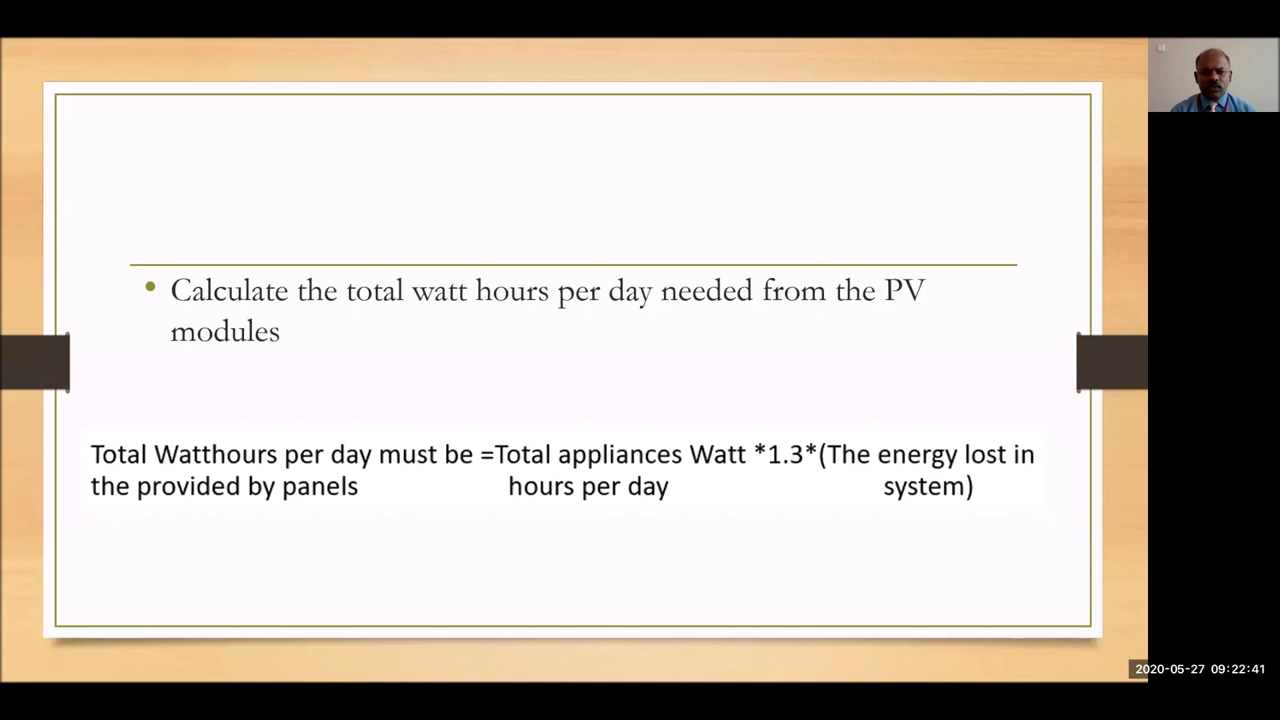 Calculate the total watt hours per day needed from the PV
modules
Total Watthours per day must be =Total appliances Watt *1.3*(The energy lost in
the provided by panels hours per day system)
2020-05-27 09:22:41